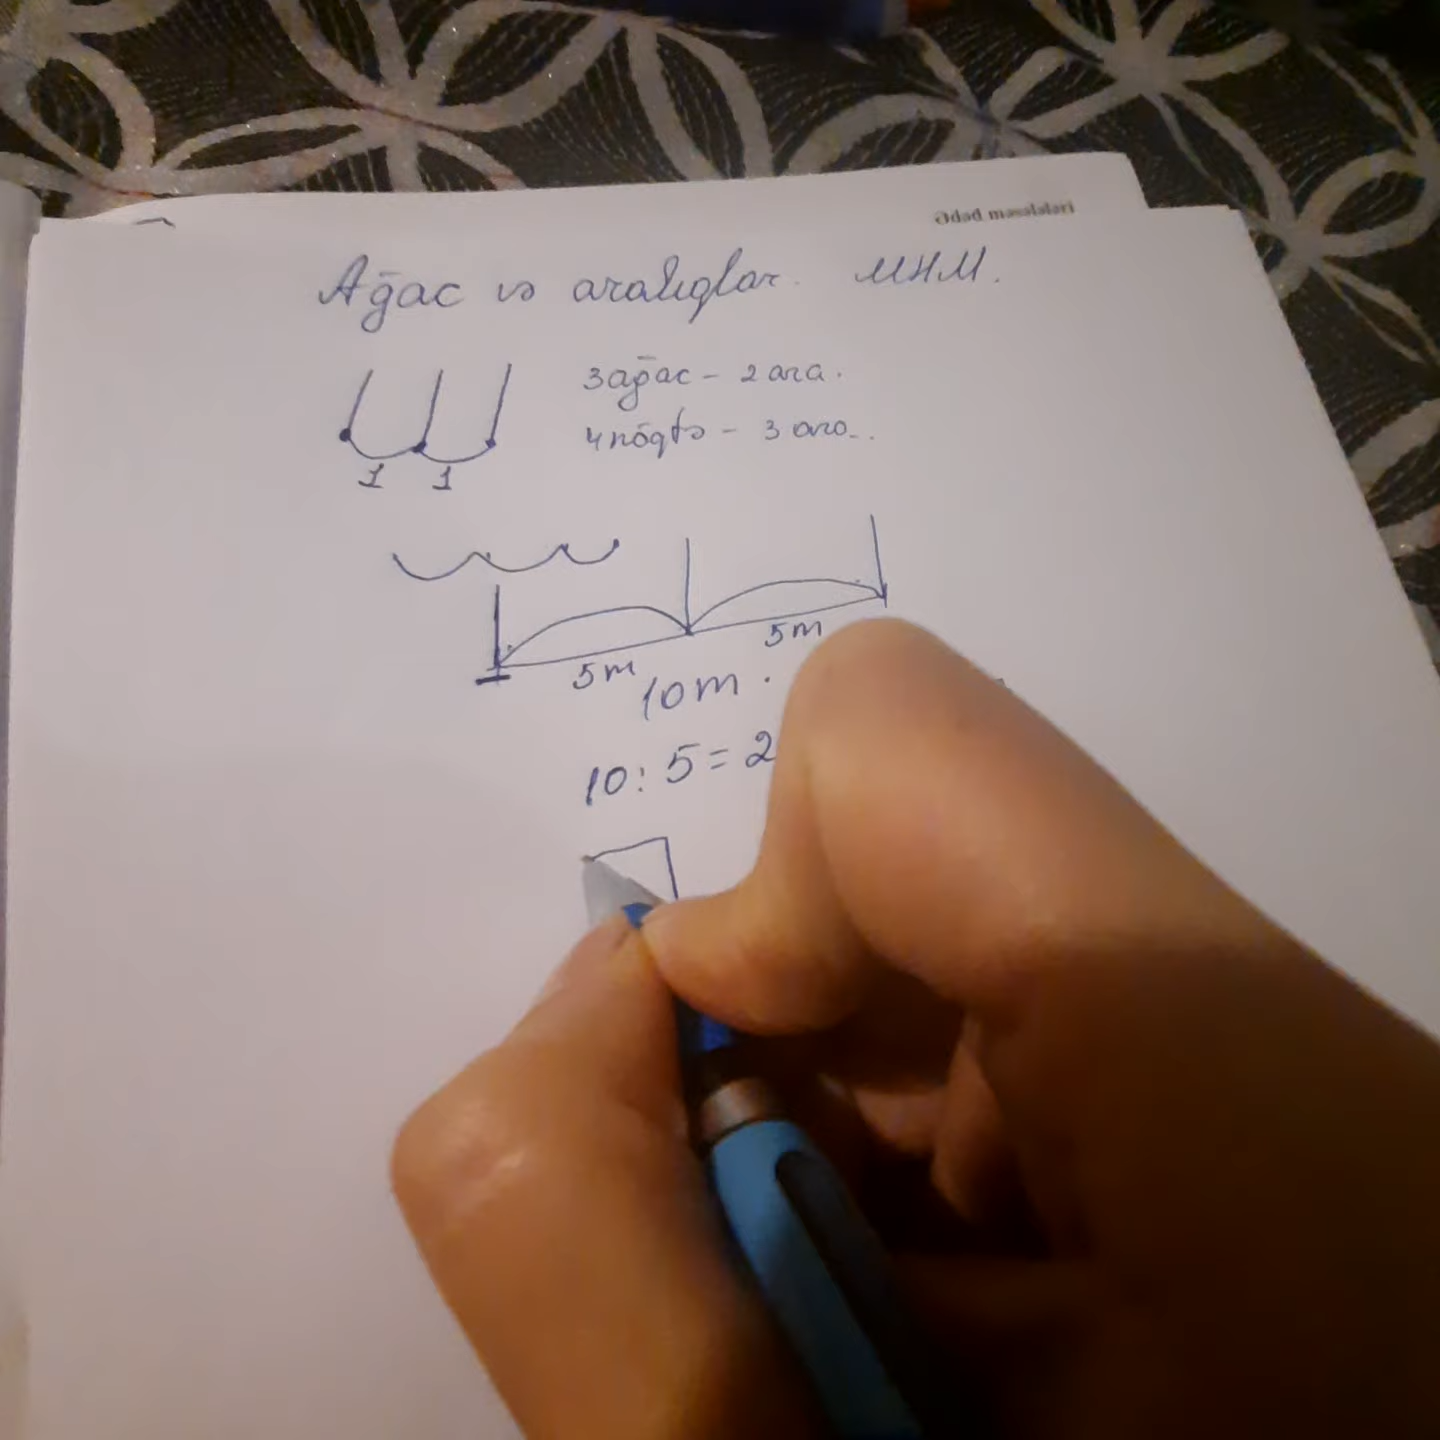 Ədəd məsələləri
Ağac və aralıqlar. MHM.
3 ağac - 2 ara.
4 nöqtə - 3 ara.
1 1
5m
5m
10m.
10:5=2